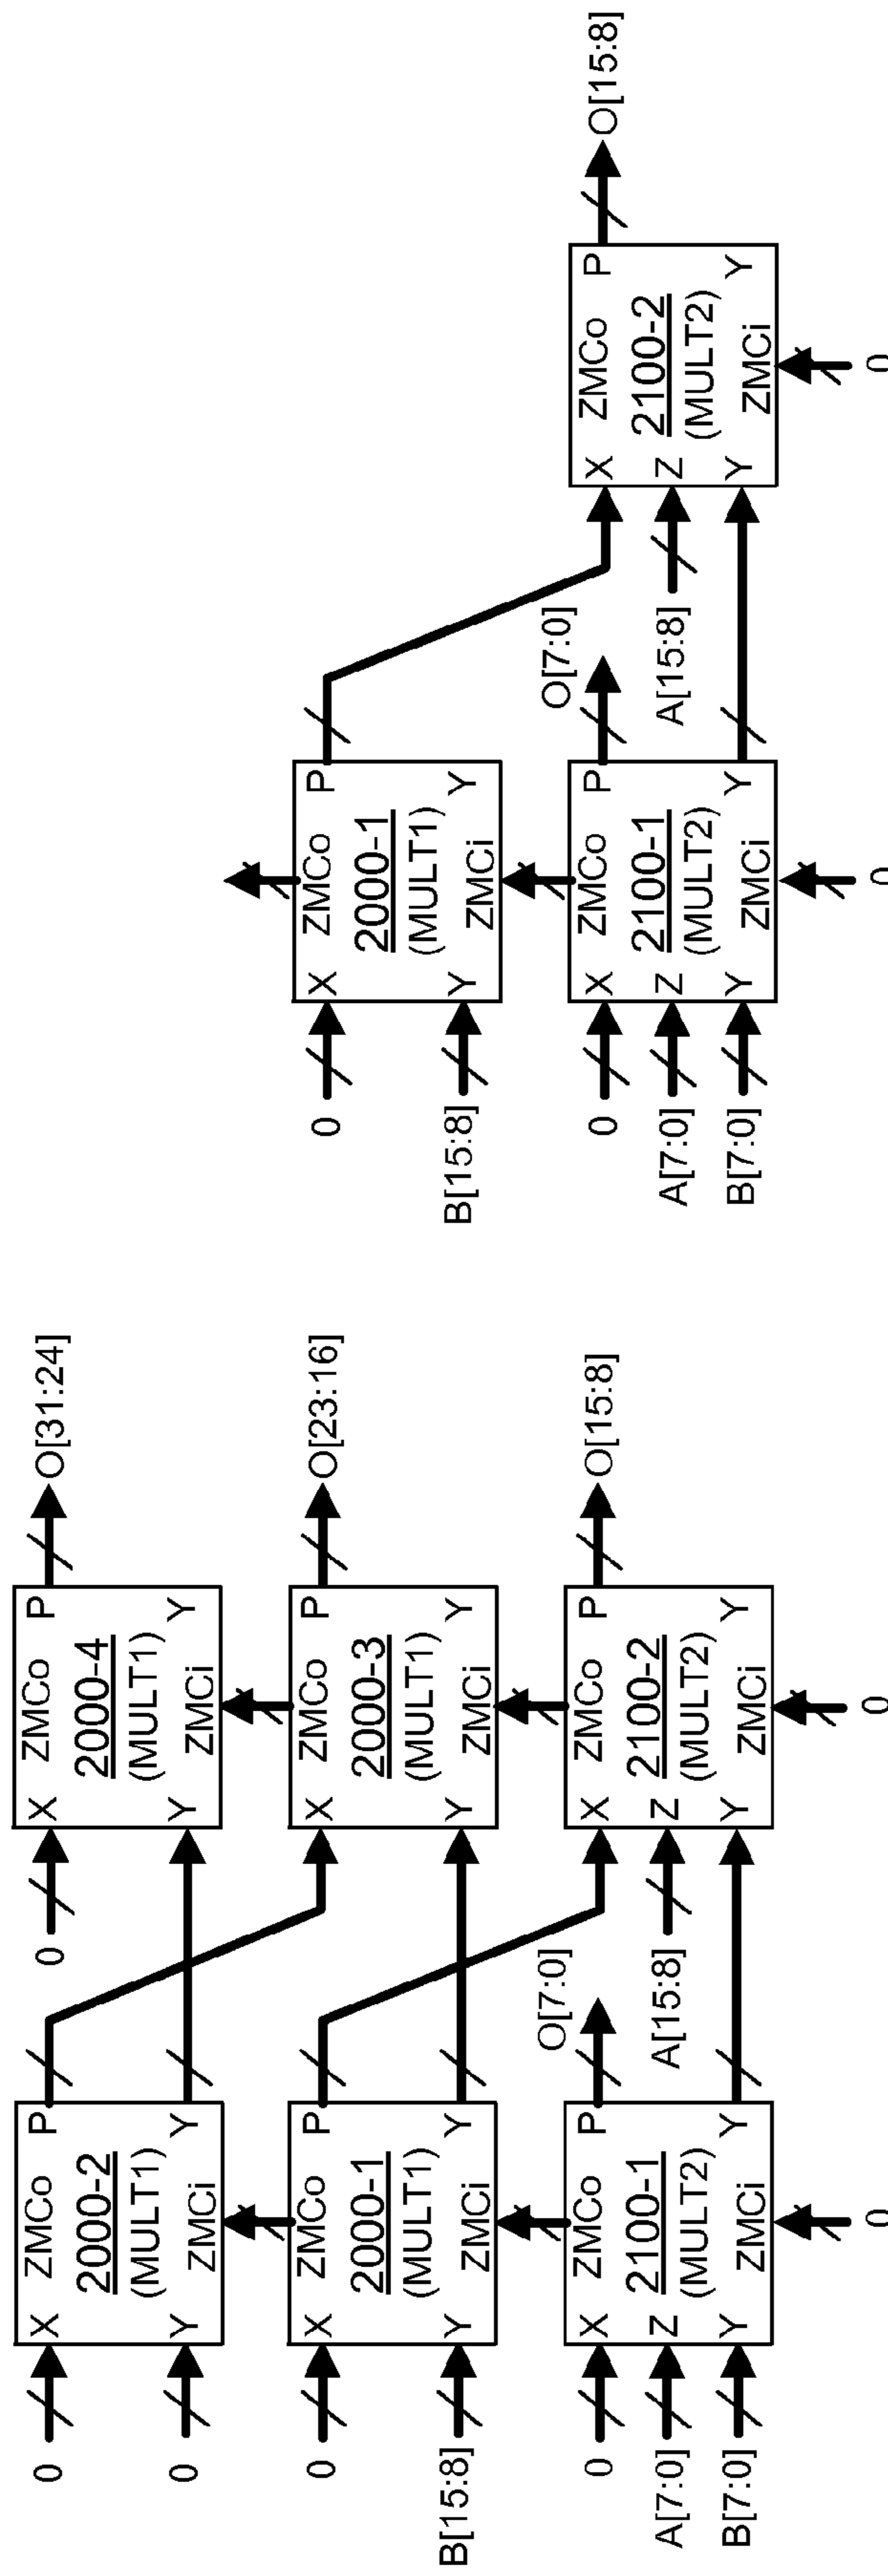 0
X
ZMCo
P
2000-2
(MULT1)
0
Y
ZMCi
Y
0
X
ZMCo
P
O[31:24]
2000-4
(MULT1)
Y
ZMCi
Y
0
X
ZMCo
P
2000-1
(MULT1)
B[15:8]
Y
ZMCi
Y
X
ZMCo
P
O[23:16]
2000-3
(MULT1)
Y
ZMCi
Y
0
X
ZMCo
P
O[7:0]
A[7:0]
Z
2100-1
(MULT2)
B[7:0]
Y
ZMCi
Y
0
X
ZMCo
P
O[15:8]
A[15:8]
Z
2100-2
(MULT2)
Y
ZMCi
Y
0
0
X
ZMCo
P
2000-1
(MULT1)
B[15:8]
Y
ZMCi
Y
0
X
ZMCo
P
O[7:0]
A[7:0]
Z
2100-1
(MULT2)
B[7:0]
Y
ZMCi
Y
0
X
ZMCo
P
O[15:8]
A[15:8]
Z
2100-2
(MULT2)
Y
ZMCi
Y
0